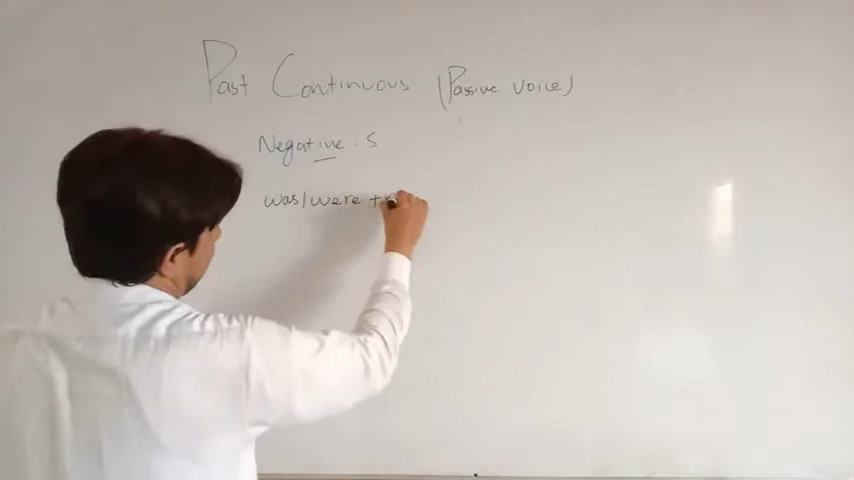 Past Continuous (Passive voice)
Negative . S
was/were +